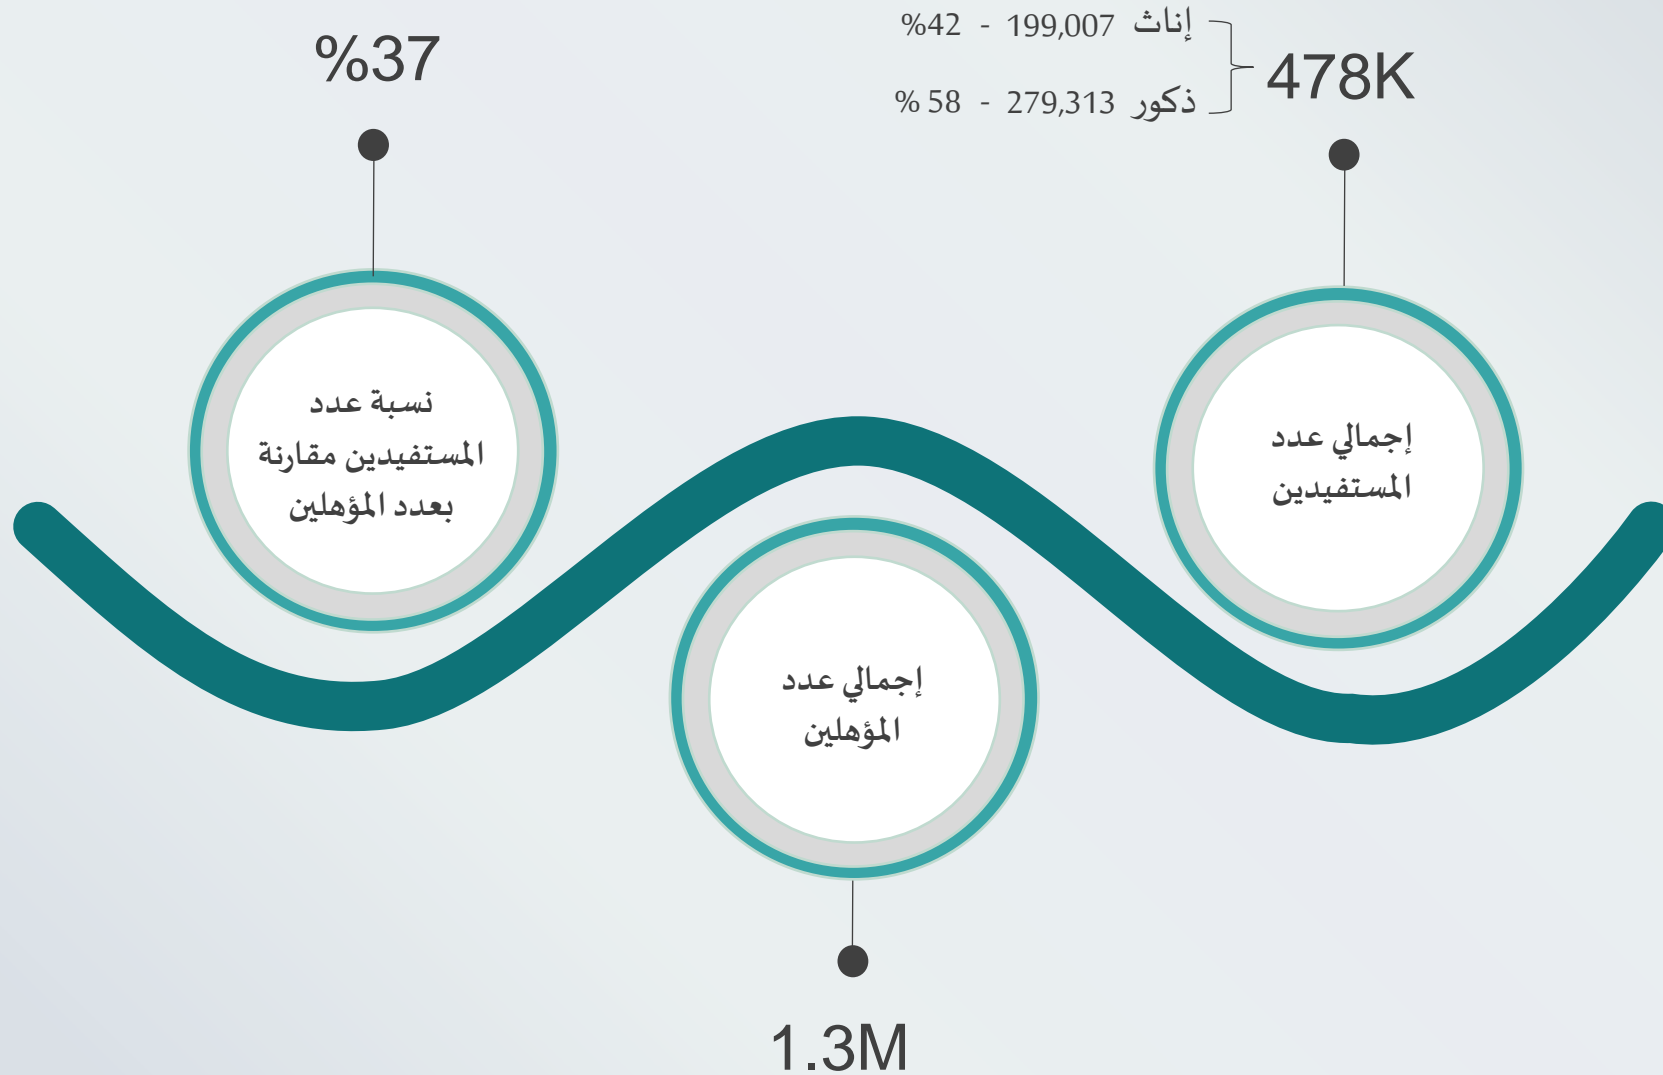 إناث 199,007 - 42%
ذكور 279,313 - 58 %
478K
إجمالي عدد
المستفيدين
إجمالي عدد
المؤهلين
1.3M
%37
نسبة عدد
المستفيدين مقارنة
بعدد المؤهلين